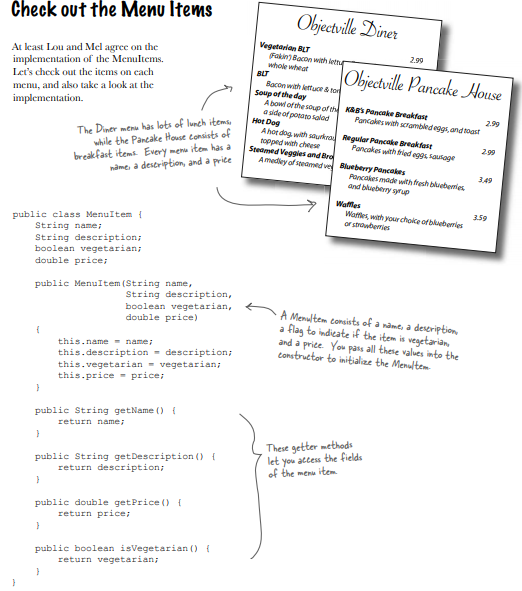 Check out the Menu Items
At least Lou and Mel agree on the
implementation of the MenuItems.
Let's check out the items on each
menu, and also take a look at the
implementation.
The Diner menu has lots of lunch items,
while the Pancake House consists of
breakfast items. Every menu item has a
name, a description, and a price
Objectville Diner
Vegetarian BLT
(Fakin') Bacon with
2.99
whole wheat
BLT
Bacon with lettuce &
Soup of the day
A bowl of the soup of the
a side of potato salad
Hot Dog
A hot dog, with
topped with cheese
Steamed Veggies and
A medley of steamed
Objectville Pancake House
K&B's Pancake Breakfast
Pancakes with scrambled eggs, and toast
2.99
Regular Pancake Breakfast
Pancakes with fried eggs, sausage
2.99
Blueberry Pancakes
Pancakes made with fresh blueberries,
and blueberry syrup
3.49
Waffles
Waffles, with your choice of blueberries
or strawberries
3.59
public class MenuItem {
String name;
String description;
boolean vegetarian;
double price;
public MenuItem(String name,
String description,
boolean vegetarian,
double price)
{
this.name = name;
this.description = description;
this.vegetarian = vegetarian;
this.price = price;
}
A MenuItem consists of a name, a description,
a flag to indicate if the item is vegetarian,
and a price. You pass all these values into the
constructor to initialize the MenuItem.
public String getName() {
return name;
}
public String getDescription() {
return description;
}
public double getPrice() {
return price;
}
public boolean isVegetarian() {
return vegetarian;
}
}
These getter methods
let you access the fields
of the menu item.